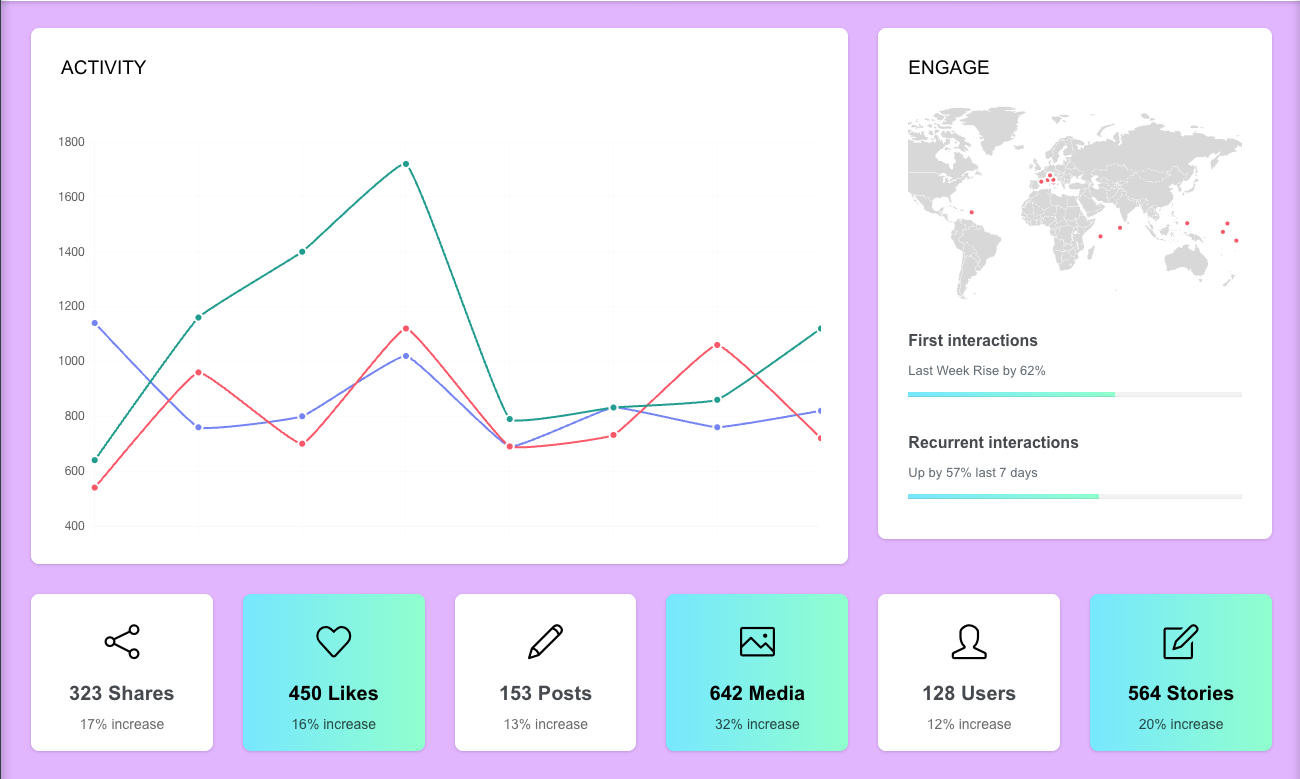 ACTIVITY
1800
1600
1400
1200
1000
800
600
400
ENGAGE
First interactions
Last Week Rise by 62%
Recurrent interactions
Up by 57% last 7 days
323 Shares
17% increase
450 Likes
16% increase
153 Posts
13% increase
642 Media
32% increase
128 Users
12% increase
564 Stories
20% increase